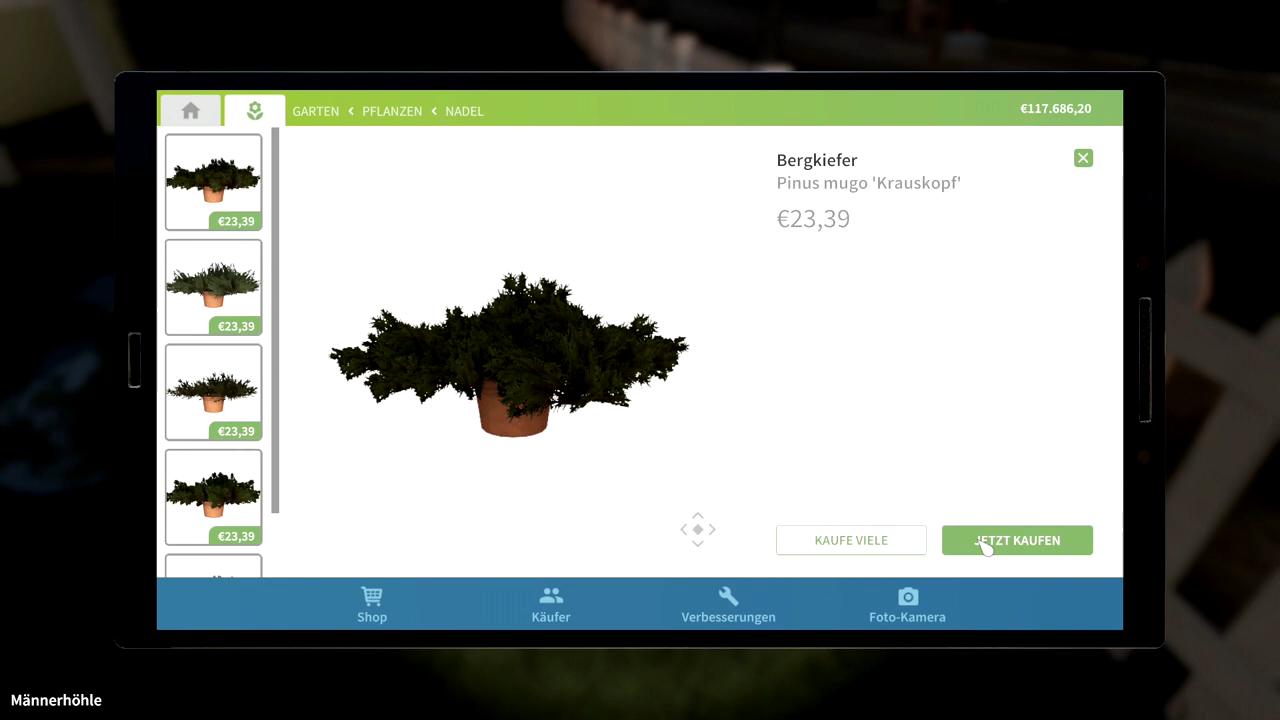 GARTEN < PFLANZEN < NADEL
€117.686,20
€23,39
€23,39
€23,39
€23,39
Bergkiefer
Pinus mugo 'Krauskopf'
€23,39
KAUFE VIELE
JETZT KAUFEN
Shop
Käufer
Verbesserungen
Foto-Kamera
Männerhöhle